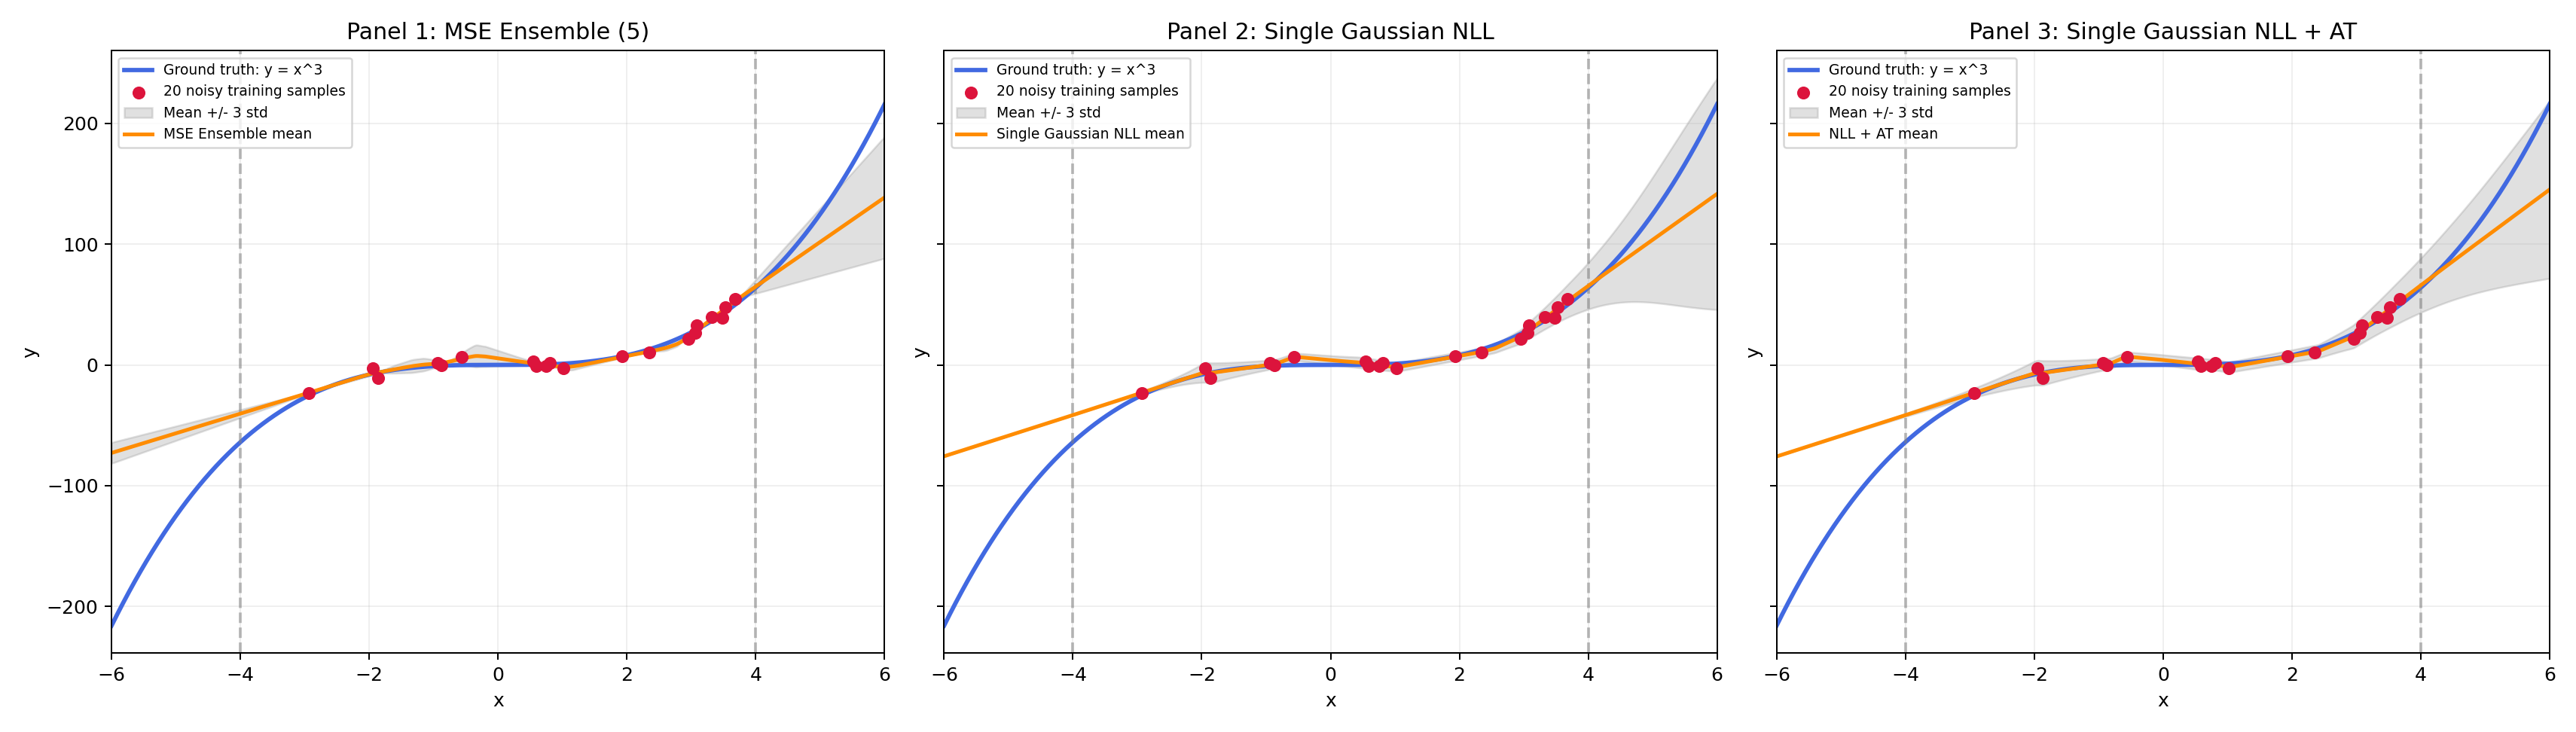 Panel 1: MSE Ensemble (5)
Ground truth: y = x^3
20 noisy training samples
Mean +/- 3 std
MSE Ensemble mean
200
100
0
−100
−200
y
−6 −4 −2 0 2 4 6
x
Panel 2: Single Gaussian NLL
Ground truth: y = x^3
20 noisy training samples
Mean +/- 3 std
Single Gaussian NLL mean
y
−6 −4 −2 0 2 4 6
x
Panel 3: Single Gaussian NLL + AT
Ground truth: y = x^3
20 noisy training samples
Mean +/- 3 std
NLL + AT mean
y
−6 −4 −2 0 2 4 6
x